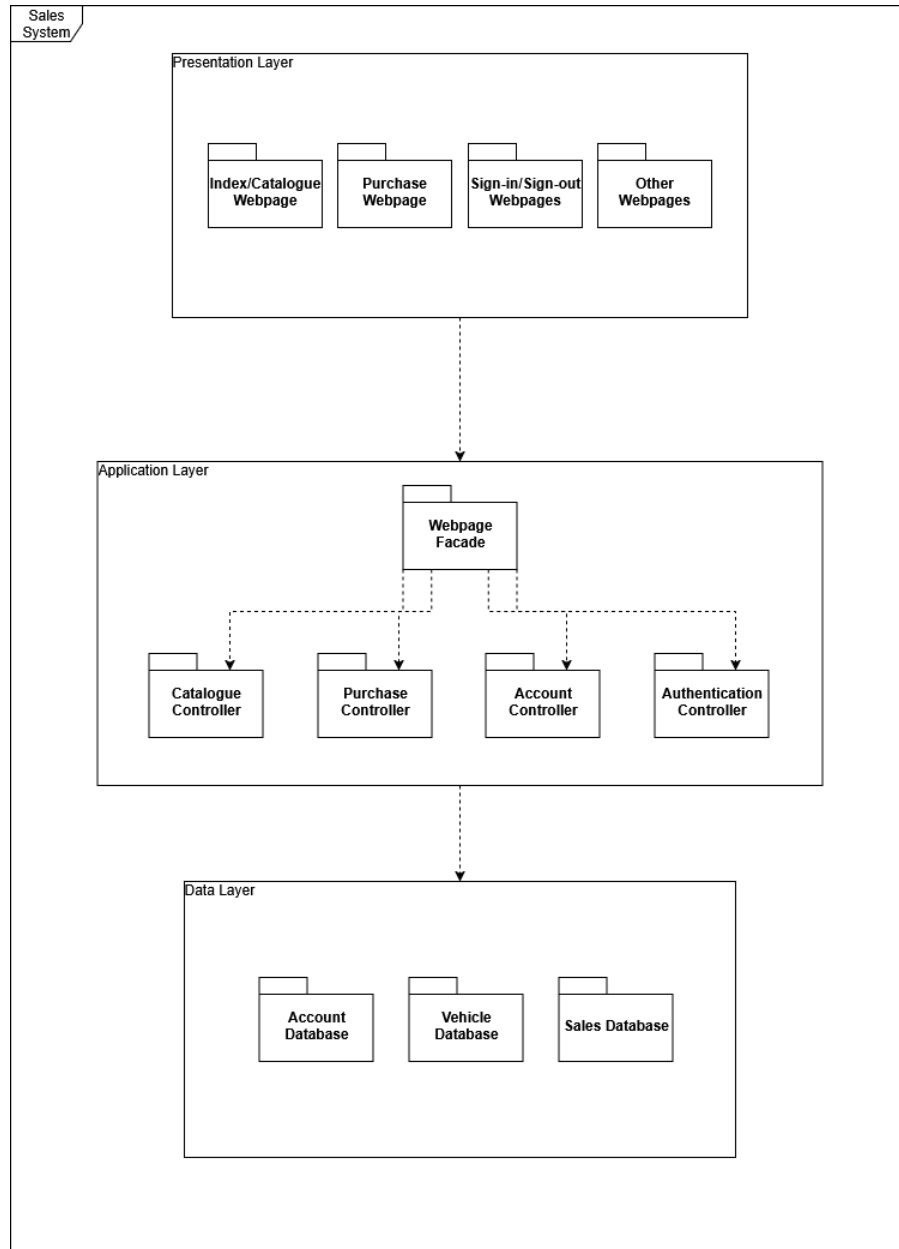 Sales
System
Presentation Layer
Index/Catalogue
Webpage
Purchase
Webpage
Sign-in/Sign-out
Webpages
Other
Webpages
Application Layer
Webpage
Facade
Catalogue
Controller
Purchase
Controller
Account
Controller
Authentication
Controller
Data Layer
Account
Database
Vehicle
Database
Sales Database